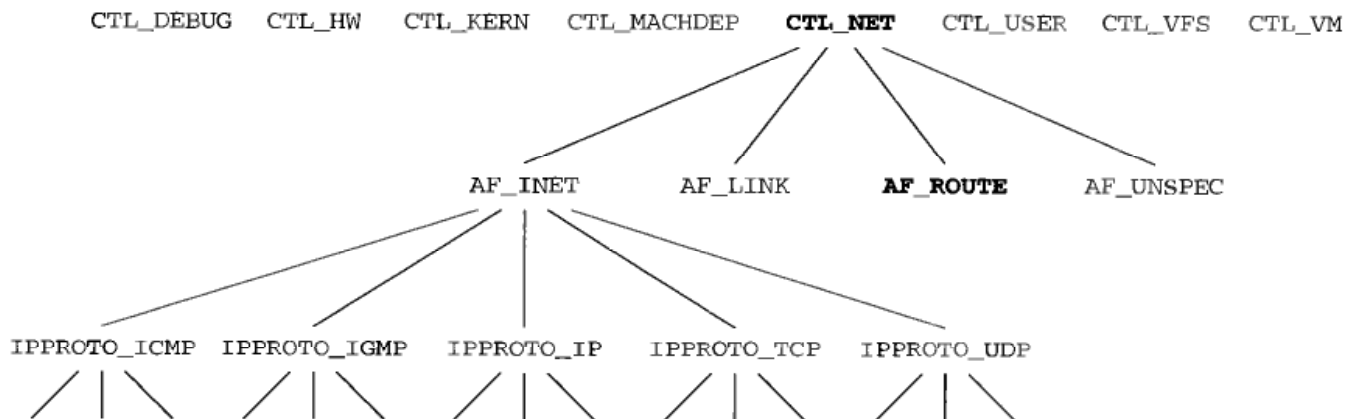 CTL_DEBUG CTL_HW CTL_KERN CTL_MACHDEP CTL_NET CTL_USER CTL_VFS CTL_VM
AF_INET AF_LINK AF_ROUTE AF_UNSPEC
IPPROTO_ICMP IPPROTO_IGMP IPPROTO_IP IPPROTO_TCP IPPROTO_UDP